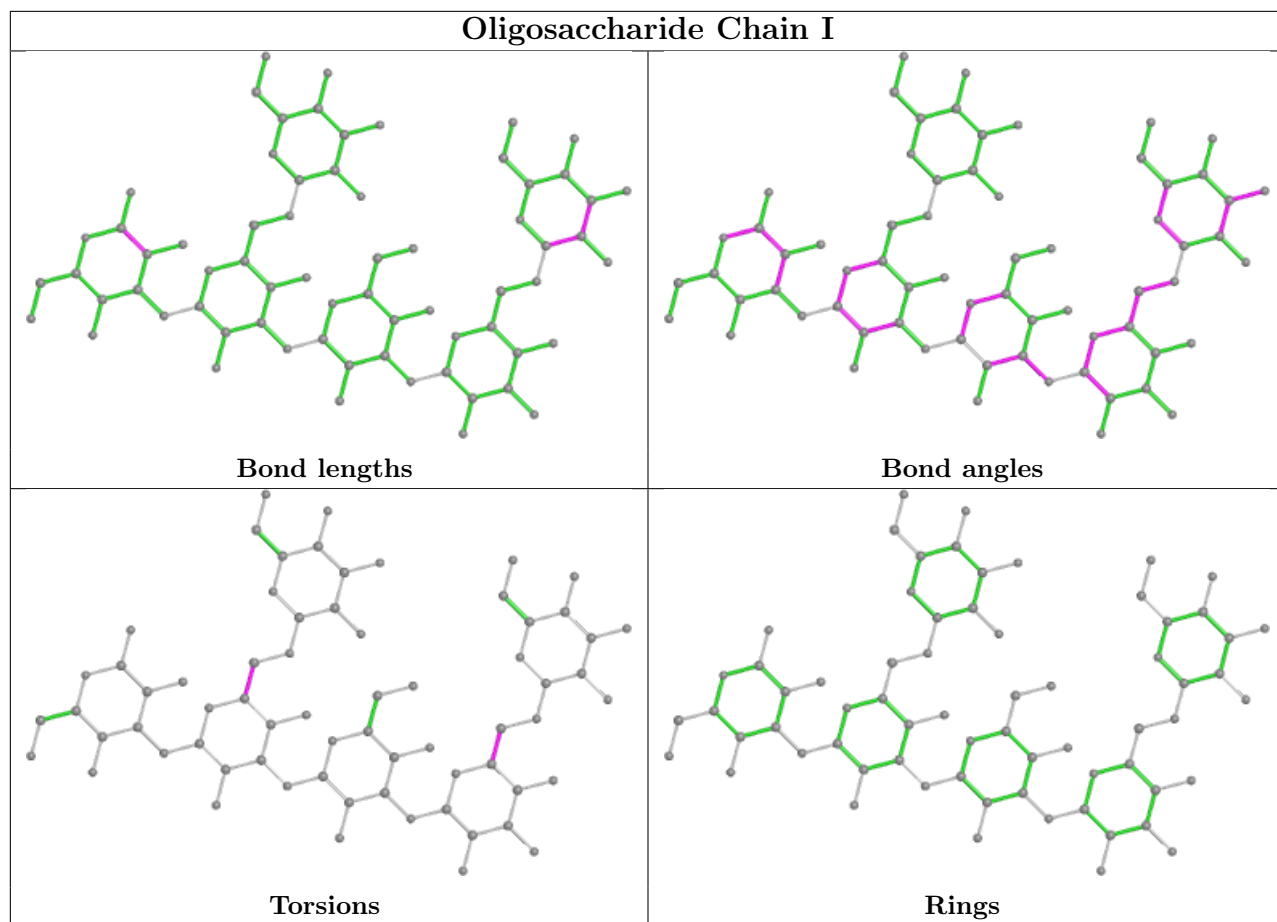 Oligosaccharide Chain I
Bond lengths
Bond angles
Torsions
Rings